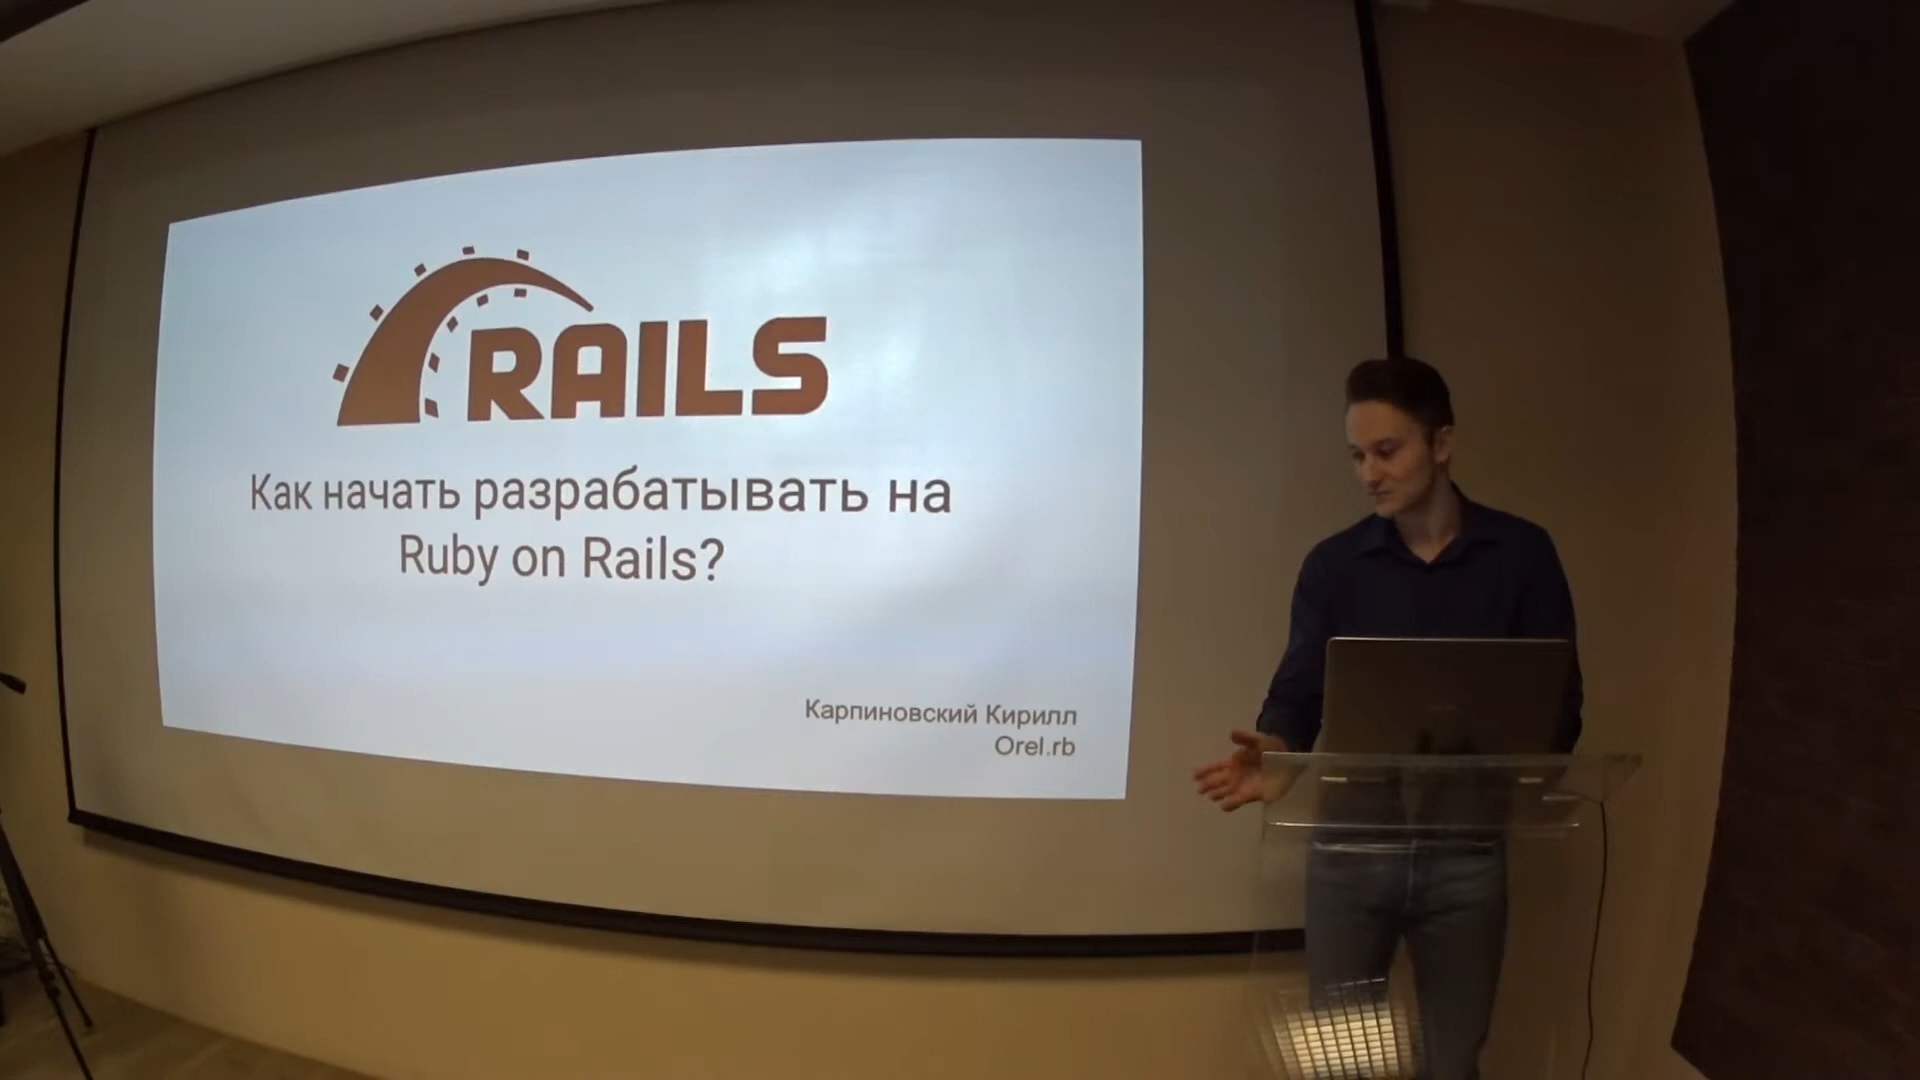 RAILS
Как начать разрабатывать на
Ruby on Rails?
Карпиновский Кирилл
Orel.rb